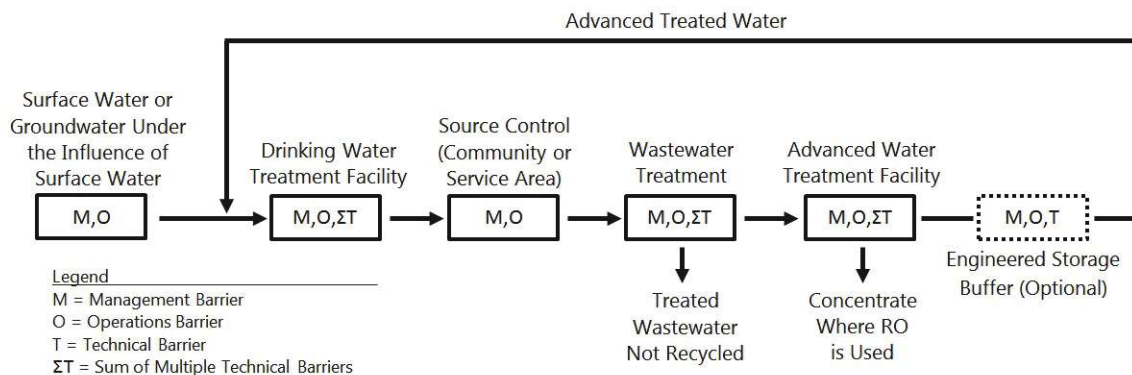 Advanced Treated Water
Surface Water or
Groundwater Under
the Influence of
Surface Water
M,O
Drinking Water
Treatment Facility
M,O,ΣT
Source Control
(Community or
Service Area)
M,O
Wastewater
Treatment
M,O,ΣT
Advanced Water
Treatment Facility
M,O,ΣT
M,O,T
Engineered Storage
Buffer (Optional)
Treated
Wastewater
Not Recycled
Concentrate
Where RO
is Used
Legend
M = Management Barrier
O = Operations Barrier
T = Technical Barrier
ΣT = Sum of Multiple Technical Barriers